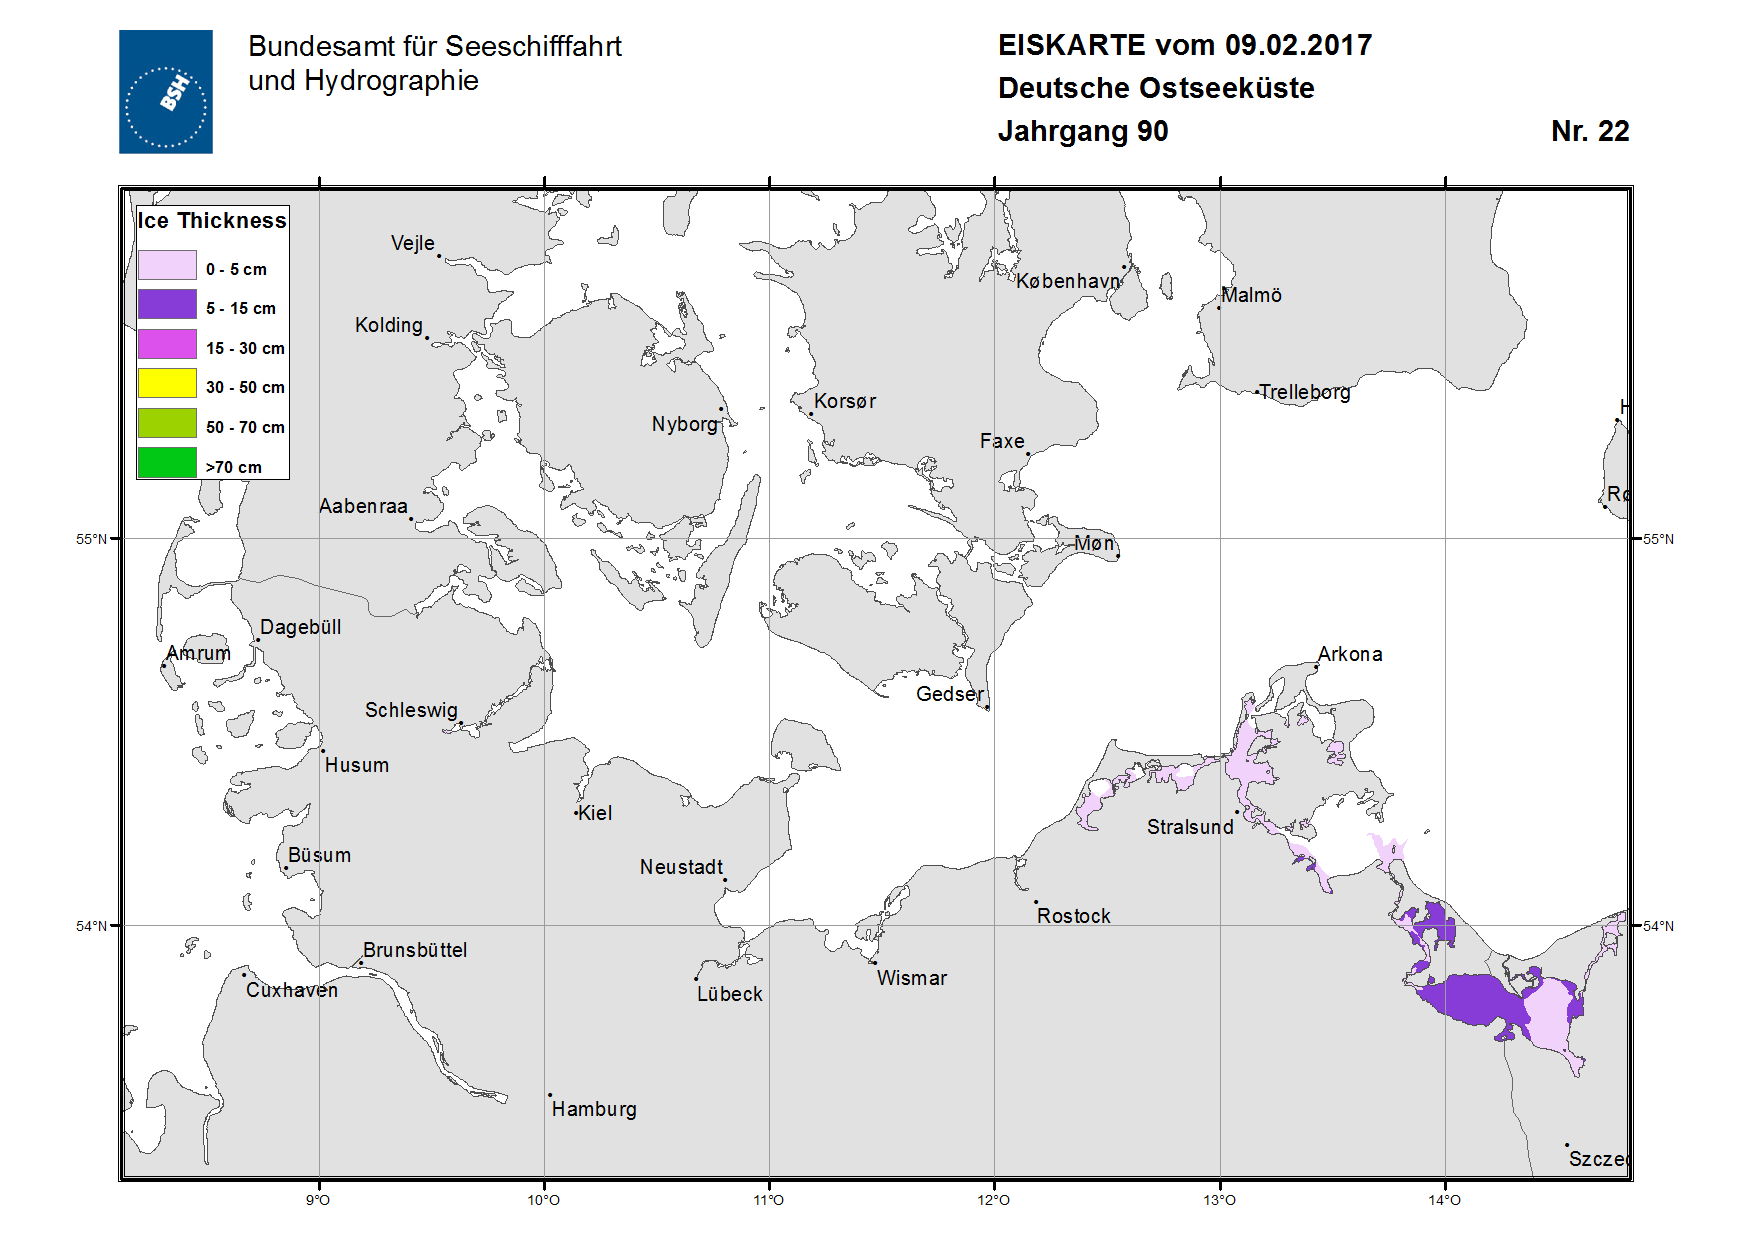 BSH
Bundesamt für Seeschifffahrt
und Hydrographie
EISKARTE vom 09.02.2017
Deutsche Ostseeküste
Jahrgang 90
Nr. 22
Ice Thickness
0 - 5 cm
5 - 15 cm
15 - 30 cm
30 - 50 cm
50 - 70 cm
>70 cm
Vejle
København
Malmö
Kolding
Trelleborg
Korsør
H
Nyborg
Faxe
Rø
Aabenraa
55°N
Møn
55°N
Dagebüll
Amrum
Arkona
Gedser
Schleswig
Husum
Kiel
Stralsund
Büsum
Neustadt
Rostock
54°N
54°N
Brunsbüttel
Wismar
Cuxhaven
Lübeck
Hamburg
Szczec
9°O
10°O
11°O
12°O
13°O
14°O